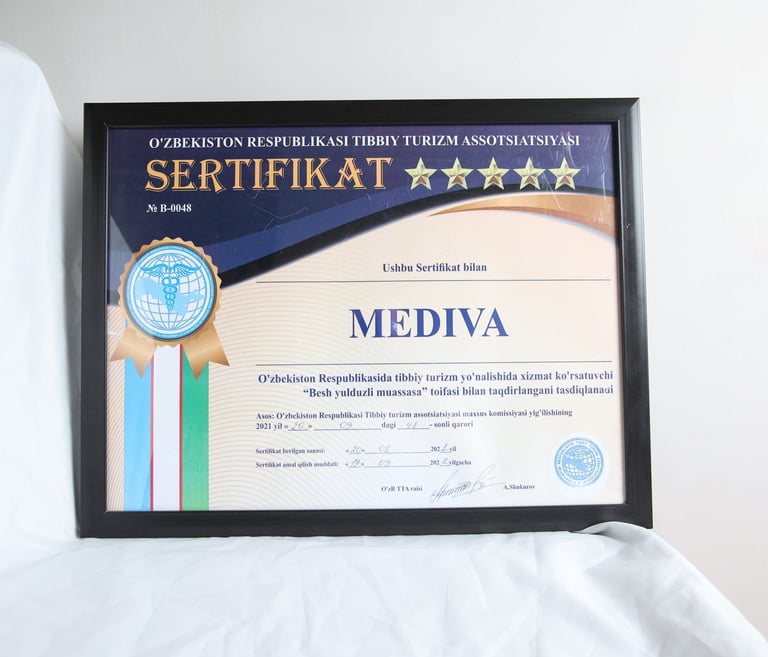 O'ZBEKISTON RESPUBLIKASI TIBBIY TURIZM ASSOTSIATSIYASI
SERTIFIKAT
№ B-0048
Ushbu Sertifikat bilan
MEDIVA
O'zbekiston Respublikasida tibbiy turizm yo'nalishida xizmat ko'rsatuvchi
“Besh yulduzli muassasa” toifasi bilan taqdirlangani tasdiqlanadi
Asos: O'zbekiston Respublikasi Tibbiy turizm assotsiatsiyasi maxsus komissiyasi yig'ilishining
2021 yil « 20 » 09 dagi - sonli qarori
Sertifikat berilgan sanasi: «20» 09 2021 yil
Sertifikat amal qilish muddati: «19» 09 202 yilgacha
O'zR TTA raisi A.Shukurov